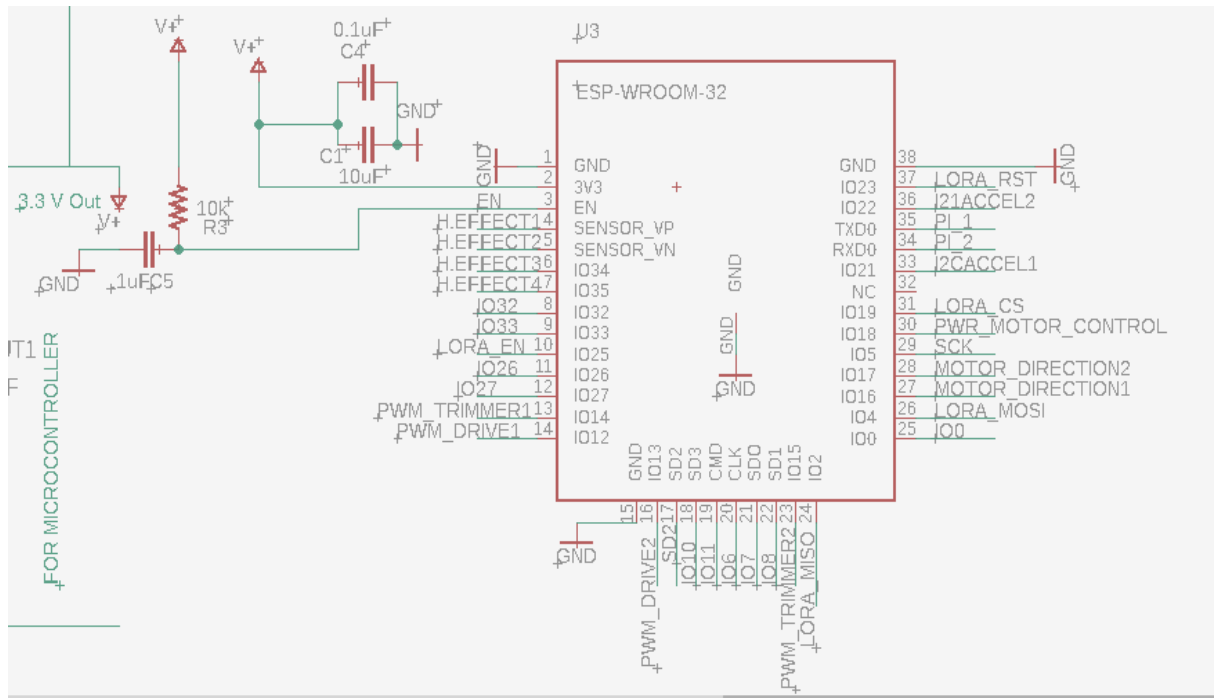 V+
V+
0.1uF
C4
GND
C1
10uF
3.3 V Out
V+
10k
R3
GND
.1uF
C5
UT1
F
FOR MICROCONTROLLER
U3
ESP-WROOM-32
GND
1 GND
2 3V3
EN 3 EN
H.EFFECT1 4 SENSOR_VP
H.EFFECT2 5 SENSOR_VN
H.EFFECT3 6 IO34
H.EFFECT4 7 IO35
IO32 8 IO32
IO33 9 IO33
LORA_EN 10 IO25
IO26 11 IO26
IO27 12 IO27
PWM_TRIMMER1 13 IO14
PWM_DRIVE1 14 IO12
GND 38 GND
IO23 37 LORA_RST
IO22 36 I21ACCEL2
TXD0 35 PI_1
RXD0 34 PI_2
IO21 33 I2CACCEL1
NC 32
IO19 31 LORA_CS
IO18 30 PWR_MOTOR_CONTROL
IO5 29 SCK
IO17 28 MOTOR_DIRECTION2
IO16 27 MOTOR_DIRECTION1
IO4 26 LORA_MOSI
IO0 25 IO0
GND
GND
GND
GND 15
IO13 16 PWM_DRIVE2
SD2 17 SD2
SD3 18 IO10
CMD 19 IO11
CLK 20 IO6
SD0 21 IO7
SD1 22 IO8
IO15 23 PWM_TRIMMER2
IO2 24 LORA_MISO
GND